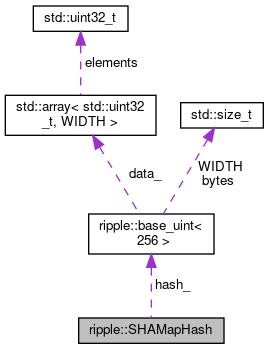 std::uint32_t
elements
std::array< std::uint32
_t, WIDTH >
std::size_t
data_
WIDTH
bytes
ripple::base_uint<
256 >
hash_
ripple::SHAMapHash